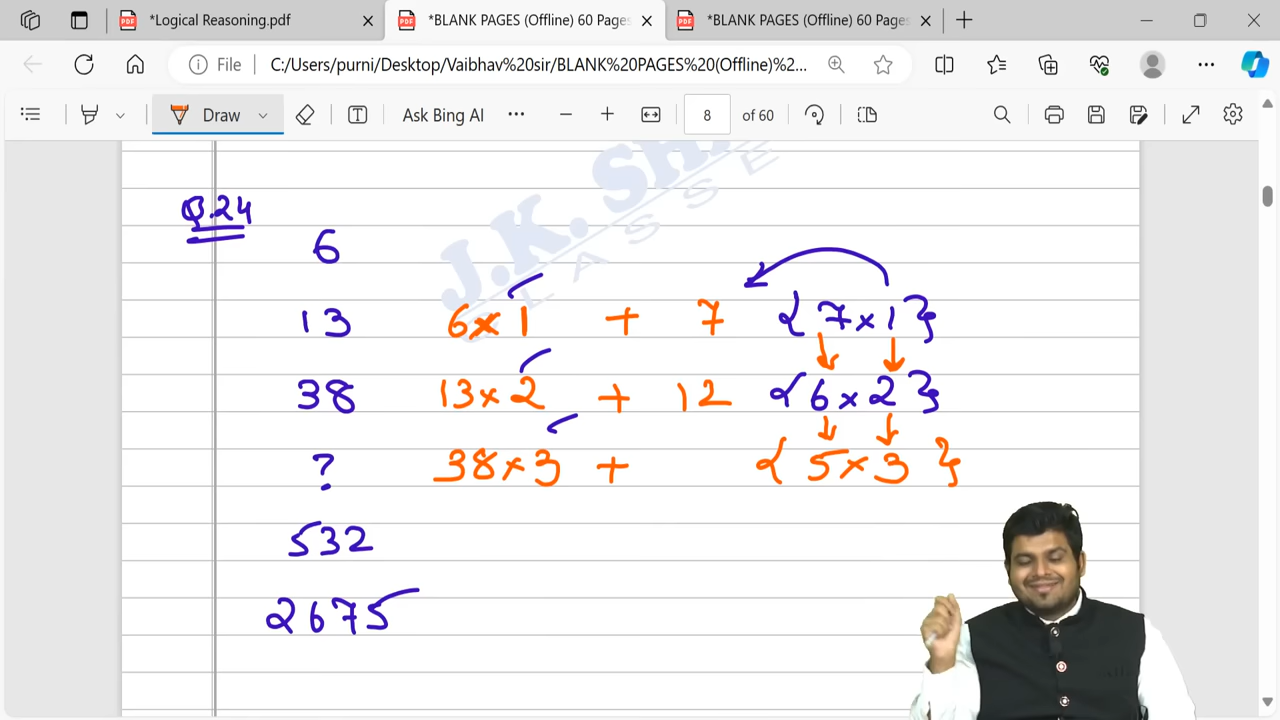 *Logical Reasoning.pdf
*BLANK PAGES (Offline) 60 Pages
*BLANK PAGES (Offline) 60 Pages
File
C:/Users/purni/Desktop/Vaibhav%20sir/BLANK%20PAGES%20(Offline)%2...
Draw
Ask Bing AI
8 of 60
J.K. SH
CLASSE
Q.24
6
13 6×1 + 7 {7×1}
38 13×2 + 12 {6×2}
? 38×3 + {5×3}
532
2675